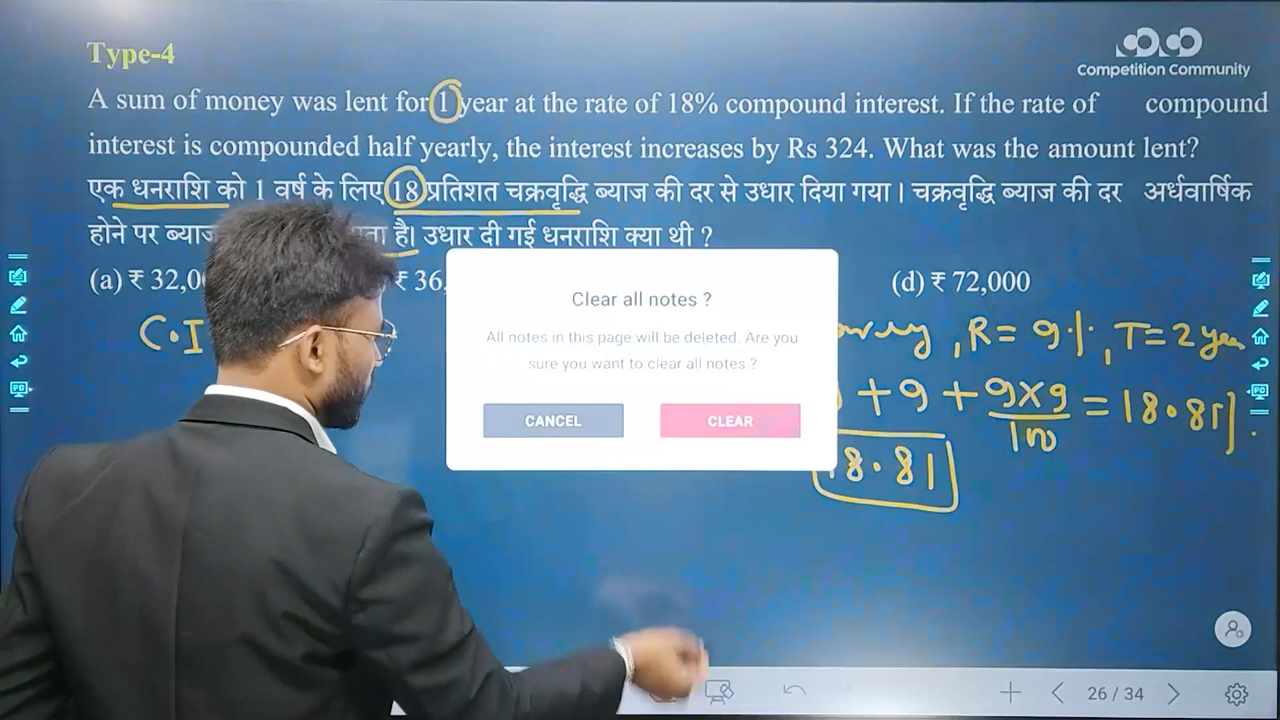 Type-4
Competition Community
A sum of money was lent for 1 year at the rate of 18% compound interest. If the rate of compound
interest is compounded half yearly, the interest increases by Rs 324. What was the amount lent?
एक धनराशि को 1 वर्ष के लिए 18 प्रतिशत चक्रवृद्धि ब्याज की दर से उधार दिया गया। चक्रवृद्धि ब्याज की दर अर्धवार्षिक
होने पर है। उधार दी गई धनराशि क्या थी ?
(a) ₹ 32,0 ₹ 36, (d) ₹ 72,000
Clear all notes ?
All notes in this page will be deleted. Are you
sure you want to clear all notes ?
CANCEL CLEAR
C.I , R = 9%, T = 2 year
+ 9 + 9×9/100 = 18.81%
18.81
26 / 34